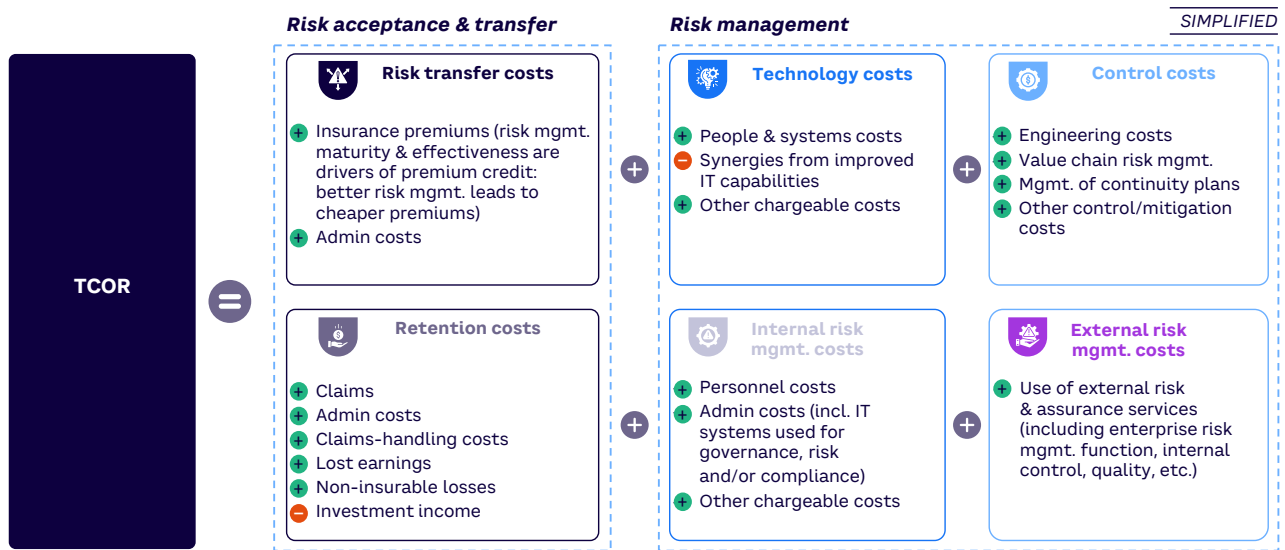 Risk acceptance & transfer
Risk management
SIMPLIFIED
TCOR
=
Risk transfer costs
+ Insurance premiums (risk mgmt.
maturity & effectiveness are
drivers of premium credit:
better risk mgmt. leads to
cheaper premiums)
+ Admin costs
+
Technology costs
+ People & systems costs
− Synergies from improved
IT capabilities
+ Other chargeable costs
+
Control costs
+ Engineering costs
+ Value chain risk mgmt.
+ Mgmt. of continuity plans
+ Other control/mitigation
costs
Retention costs
+ Claims
+ Admin costs
+ Claims-handling costs
+ Lost earnings
+ Non-insurable losses
− Investment income
+
Internal risk
mgmt. costs
+ Personnel costs
+ Admin costs (incl. IT
systems used for
governance, risk
and/or compliance)
+ Other chargeable costs
+
External risk
mgmt. costs
+ Use of external risk
& assurance services
(including enterprise risk
mgmt. function, internal
control, quality, etc.)